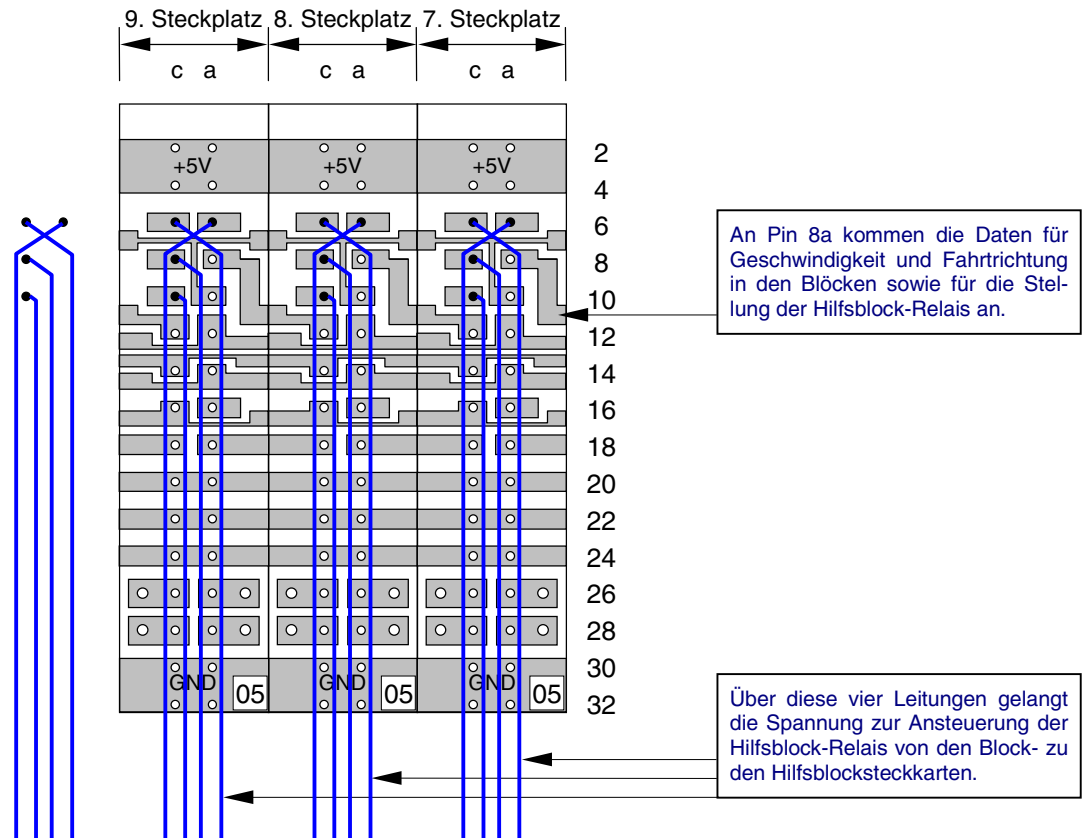 9. Steckplatz 8. Steckplatz 7. Steckplatz
c a c a c a
2
+5V +5V +5V
4
6
8
10
12
14
16
18
20
22
24
26
28
30
GND 05 GND 05 GND 05
32
An Pin 8a kommen die Daten für
Geschwindigkeit und Fahrtrichtung
in den Blöcken sowie für die Stel-
lung der Hilfsblock-Relais an.
Über diese vier Leitungen gelangt
die Spannung zur Ansteuerung der
Hilfsblock-Relais von den Block- zu
den Hilfsblocksteckkarten.